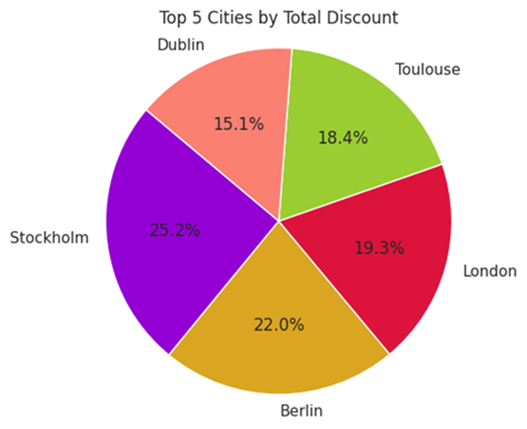 Top 5 Cities by Total Discount
Dublin
Toulouse
15.1%
18.4%
Stockholm
25.2%
19.3%
London
22.0%
Berlin